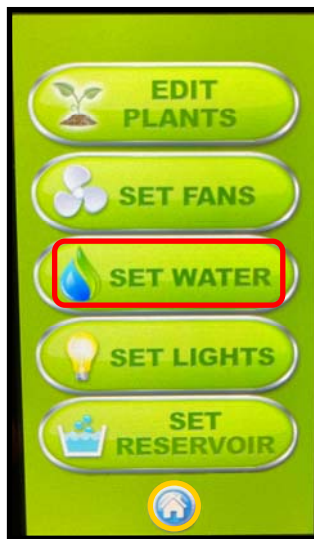 EDIT
PLANTS
SET FANS
SET WATER
SET LIGHTS
SET
RESERVOIR